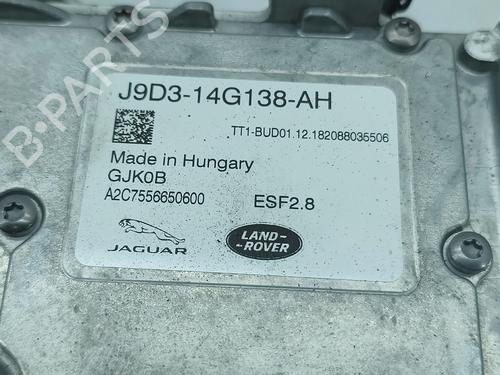 B-PARTS
J9D3-14G138-AH
TT1-BUD01.12.182088035506
Made in Hungary
GJK0B
A2C7556650600
ESF2.8
JAGUAR
LAND-
-ROVER